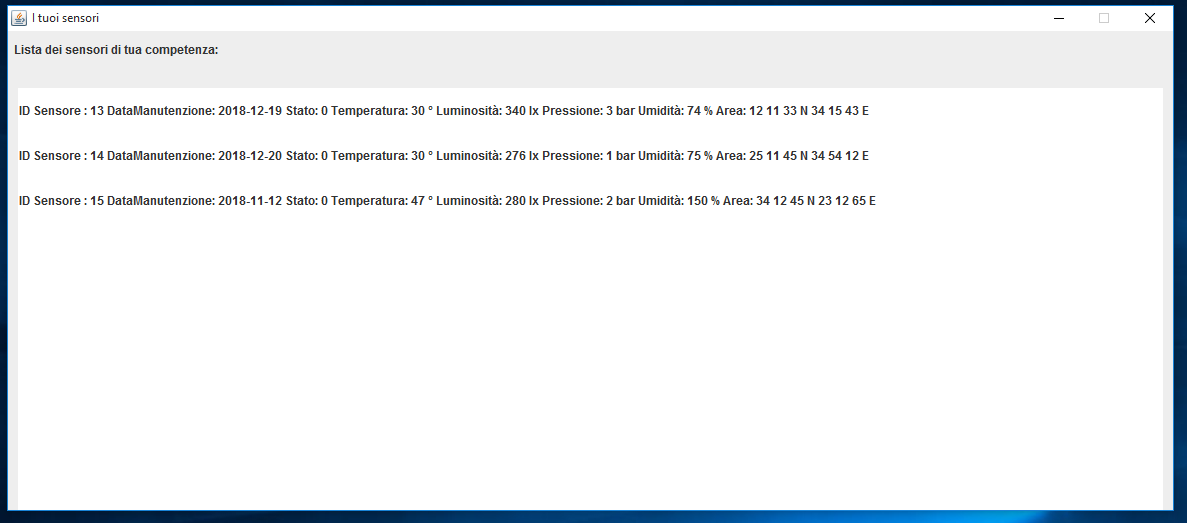 I tuoi sensori
Lista dei sensori di tua competenza:
ID Sensore : 13 DataManutenzione: 2018-12-19 Stato: 0 Temperatura: 30 ° Luminosità: 340 lx Pressione: 3 bar Umidità: 74 % Area: 12 11 33 N 34 15 43 E
ID Sensore : 14 DataManutenzione: 2018-12-20 Stato: 0 Temperatura: 30 ° Luminosità: 276 lx Pressione: 1 bar Umidità: 75 % Area: 25 11 45 N 34 54 12 E
ID Sensore : 15 DataManutenzione: 2018-11-12 Stato: 0 Temperatura: 47 ° Luminosità: 280 lx Pressione: 2 bar Umidità: 150 % Area: 34 12 45 N 23 12 65 E